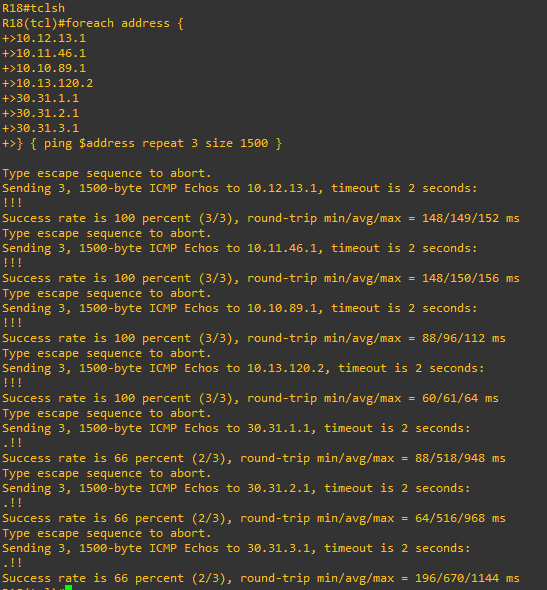 R18#tclsh
R18(tcl)#foreach address {
+>10.12.13.1
+>10.11.46.1
+>10.10.89.1
+>10.13.120.2
+>30.31.1.1
+>30.31.2.1
+>30.31.3.1
+>} { ping $address repeat 3 size 1500 }
Type escape sequence to abort.
Sending 3, 1500-byte ICMP Echos to 10.12.13.1, timeout is 2 seconds:
!!!
Success rate is 100 percent (3/3), round-trip min/avg/max = 148/149/152 ms
Type escape sequence to abort.
Sending 3, 1500-byte ICMP Echos to 10.11.46.1, timeout is 2 seconds:
!!!
Success rate is 100 percent (3/3), round-trip min/avg/max = 148/150/156 ms
Type escape sequence to abort.
Sending 3, 1500-byte ICMP Echos to 10.10.89.1, timeout is 2 seconds:
!!!
Success rate is 100 percent (3/3), round-trip min/avg/max = 88/96/112 ms
Type escape sequence to abort.
Sending 3, 1500-byte ICMP Echos to 10.13.120.2, timeout is 2 seconds:
!!!
Success rate is 100 percent (3/3), round-trip min/avg/max = 60/61/64 ms
Type escape sequence to abort.
Sending 3, 1500-byte ICMP Echos to 30.31.1.1, timeout is 2 seconds:
.!!
Success rate is 66 percent (2/3), round-trip min/avg/max = 88/518/948 ms
Type escape sequence to abort.
Sending 3, 1500-byte ICMP Echos to 30.31.2.1, timeout is 2 seconds:
.!!
Success rate is 66 percent (2/3), round-trip min/avg/max = 64/516/968 ms
Type escape sequence to abort.
Sending 3, 1500-byte ICMP Echos to 30.31.3.1, timeout is 2 seconds:
.!!
Success rate is 66 percent (2/3), round-trip min/avg/max = 196/670/1144 ms
R18(tcl)#